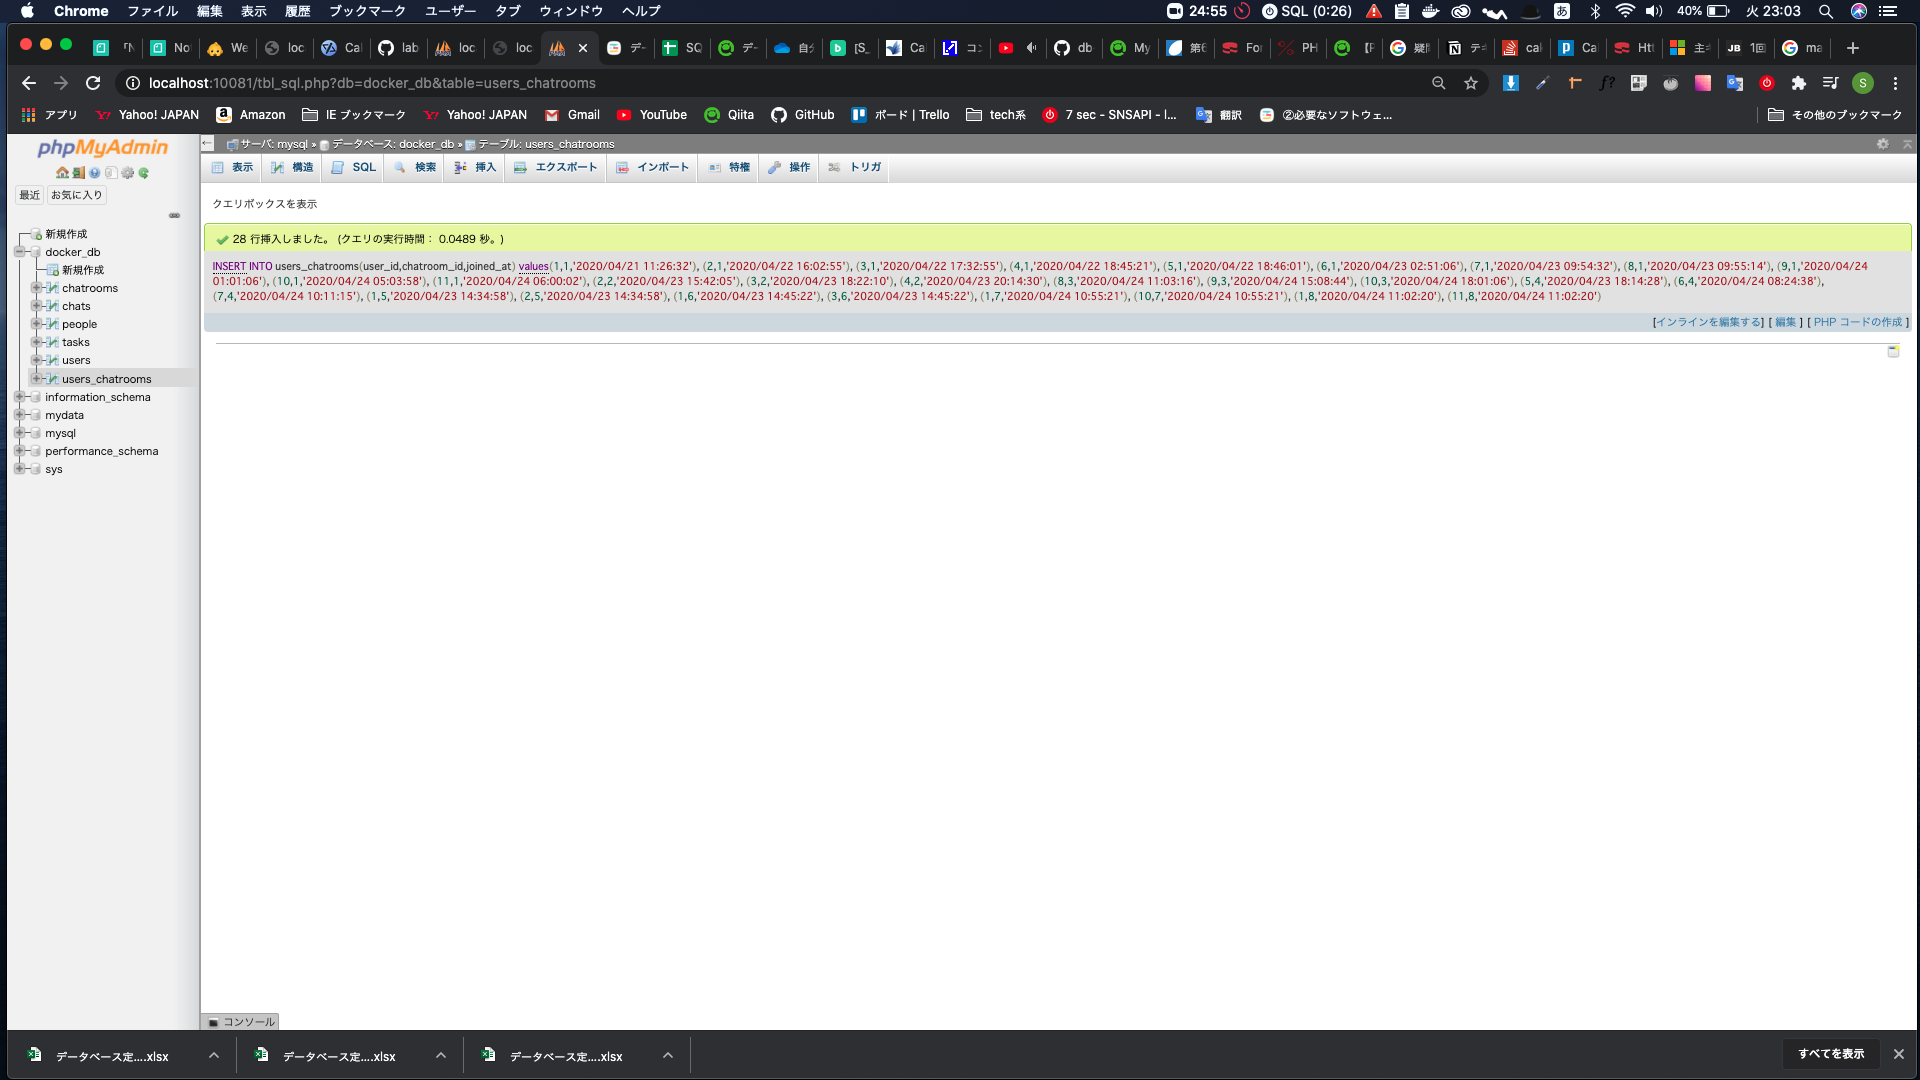 Chrome ファイル 編集 表示 履歴 ブックマーク ユーザー タブ ウィンドウ ヘルプ 24:55 SQL (0:26) あ 40% 火 23:03
「N No We loc Cal lab loc loc デー SQ デー 自分 [S_ Ca コン db My 第6 For PH 【P 疑問 テキ cak Ca Htt 主キ 1回 ma
localhost:10081/tbl_sql.php?db=docker_db&table=users_chatrooms
アプリ Yahoo! JAPAN Amazon IE ブックマーク Yahoo! JAPAN Gmail YouTube Qiita GitHub ボード | Trello tech系 7 sec - SNSAPI - I... 翻訳 ②必要なソフトウェ... その他のブックマーク
phpMyAdmin
サーバ: mysql » データベース: docker_db » テーブル: users_chatrooms
表示 構造 SQL 検索 挿入 エクスポート インポート 特権 操作 トリガ
最近 お気に入り
クエリボックスを表示
新規作成
docker_db
新規作成
chatrooms
chats
people
tasks
users
users_chatrooms
information_schema
mydata
mysql
performance_schema
sys
28 行挿入しました。 (クエリの実行時間： 0.0489 秒。)
INSERT INTO users_chatrooms(user_id,chatroom_id,joined_at) values(1,1,'2020/04/21 11:26:32'), (2,1,'2020/04/22 16:02:55'), (3,1,'2020/04/22 17:32:55'), (4,1,'2020/04/22 18:45:21'), (5,1,'2020/04/22 18:46:01'), (6,1,'2020/04/23 02:51:06'), (7,1,'2020/04/23 09:54:32'), (8,1,'2020/04/23 09:55:14'), (9,1,'2020/04/24
01:01:06'), (10,1,'2020/04/24 05:03:58'), (11,1,'2020/04/24 06:00:02'), (2,2,'2020/04/23 15:42:05'), (3,2,'2020/04/23 18:22:10'), (4,2,'2020/04/23 20:14:30'), (8,3,'2020/04/24 11:03:16'), (9,3,'2020/04/24 15:08:44'), (10,3,'2020/04/24 18:01:06'), (5,4,'2020/04/23 18:14:28'), (6,4,'2020/04/24 08:24:38'),
(7,4,'2020/04/24 10:11:15'), (1,5,'2020/04/23 14:34:58'), (2,5,'2020/04/23 14:34:58'), (1,6,'2020/04/23 14:45:22'), (3,6,'2020/04/23 14:45:22'), (1,7,'2020/04/24 10:55:21'), (10,7,'2020/04/24 10:55:21'), (1,8,'2020/04/24 11:02:20'), (11,8,'2020/04/24 11:02:20')
[インラインを編集する] [ 編集 ] [ PHP コードの作成 ]
コンソール
データベース定....xlsx データベース定....xlsx データベース定....xlsx すべてを表示